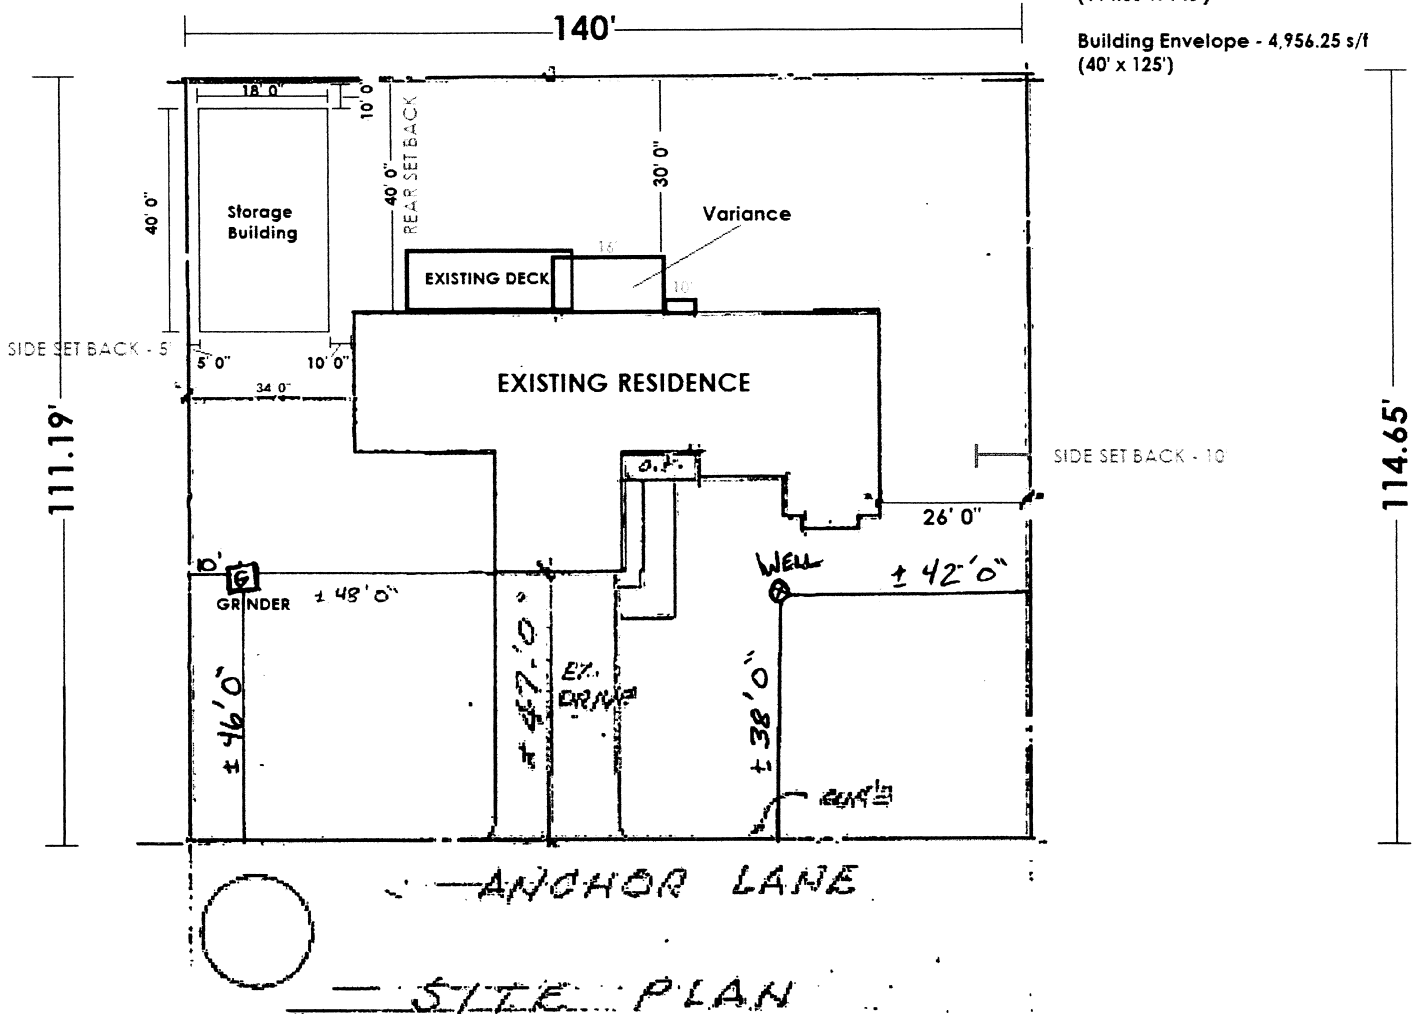 140'
Building Envelope - 4,956.25 s/f
(40' x 125')
18' 0"
10' 0"
REAR SET BACK
40' 0"
30' 0"
40' 0"
Storage
Building
Variance
16'
EXISTING DECK
10'
SIDE SET BACK - 5'
5' 0"
10' 0"
34' 0"
EXISTING RESIDENCE
111.19'
114.65'
SIDE SET BACK - 10
26' 0"
10'
G
GRINDER
± 48' 0"
WELL
± 42' 0"
± 46' 0"
± 47' 0"
EX.
DRIVE
± 38' 0"
ANCHOR LANE
SITE PLAN